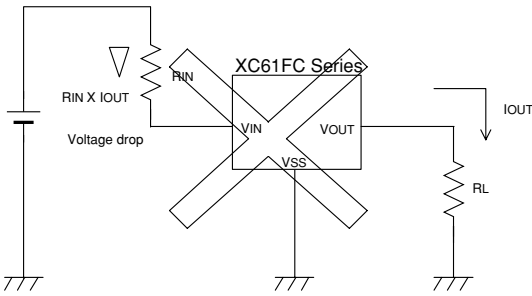 XC61FC Series
RIN
RIN X IOUT
Voltage drop
VIN
VOUT
VSS
IOUT
RL